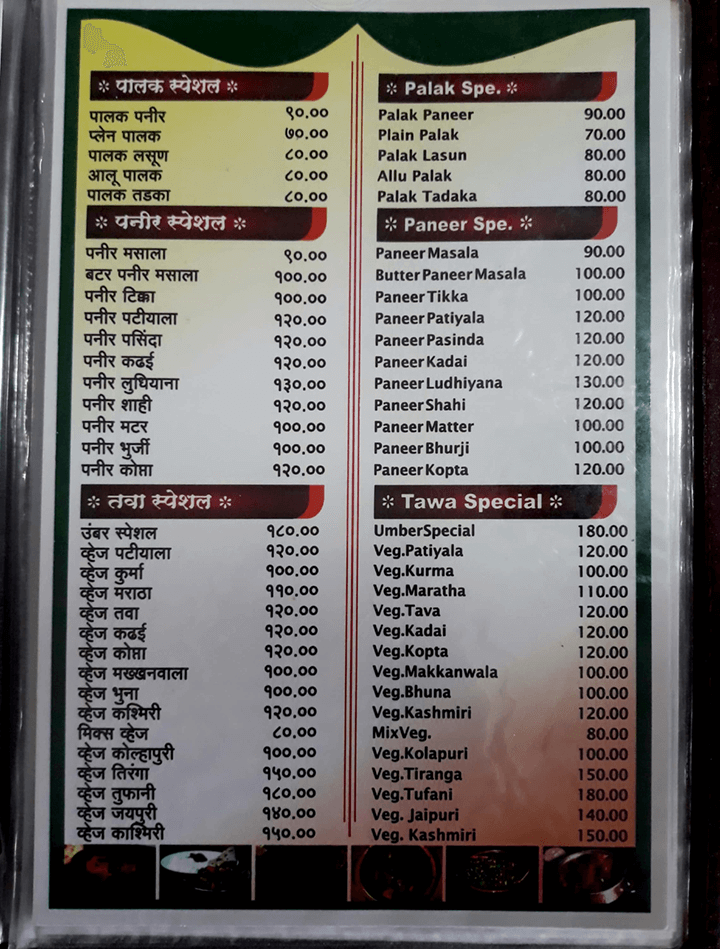 ❊ पालक स्पेशल ❊
पालक पनीर ९०.००
प्लेन पालक ७०.००
पालक लसूण ८०.००
आलू पालक ८०.००
पालक तडका ८०.००
❊ पनीर स्पेशल ❊
पनीर मसाला ९०.००
बटर पनीर मसाला १००.००
पनीर टिक्का १००.००
पनीर पटीयाला १२०.००
पनीर पसिंदा १२०.००
पनीर कढई १२०.००
पनीर लुधियाना १३०.००
पनीर शाही १२०.००
पनीर मटर १००.००
पनीर भुर्जी १००.००
पनीर कोप्ता १२०.००
❊ तवा स्पेशल ❊
उंबर स्पेशल १८०.००
व्हेज पटीयाला १२०.००
व्हेज कुर्मा १००.००
व्हेज मराठा ११०.००
व्हेज तवा १२०.००
व्हेज कढई १२०.००
व्हेज कोप्ता १२०.००
व्हेज मख्खनवाला १००.००
व्हेज भुना १००.००
व्हेज कश्मिरी १२०.००
मिक्स व्हेज ८०.००
व्हेज कोल्हापुरी १००.००
व्हेज तिरंगा १५०.००
व्हेज तुफानी १८०.००
व्हेज जयपुरी १४०.००
व्हेज काश्मिरी १५०.००
❊ Palak Spe. ❊
Palak Paneer 90.00
Plain Palak 70.00
Palak Lasun 80.00
Allu Palak 80.00
Palak Tadaka 80.00
❊ Paneer Spe. ❊
Paneer Masala 90.00
Butter Paneer Masala 100.00
Paneer Tikka 100.00
Paneer Patiyala 120.00
Paneer Pasinda 120.00
Paneer Kadai 120.00
Paneer Ludhiyana 130.00
Paneer Shahi 120.00
Paneer Matter 100.00
Paneer Bhurji 100.00
Paneer Kopta 120.00
❊ Tawa Special ❊
UmberSpecial 180.00
Veg.Patiyala 120.00
Veg.Kurma 100.00
Veg.Maratha 110.00
Veg.Tava 120.00
Veg.Kadai 120.00
Veg.Kopta 120.00
Veg.Makkanwala 100.00
Veg.Bhuna 100.00
Veg.Kashmiri 120.00
MixVeg. 80.00
Veg.Kolapuri 100.00
Veg.Tiranga 150.00
Veg.Tufani 180.00
Veg. Jaipuri 140.00
Veg. Kashmiri 150.00